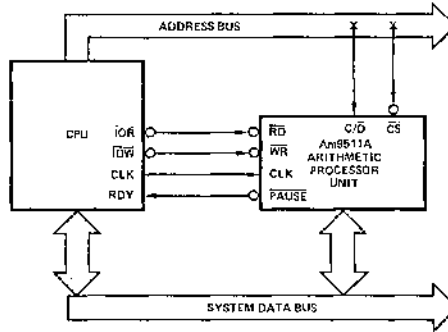 ADDRESS BUS
CPU
IOR
IOW
CLK
RDY
RD
WR
CLK
PAUSE
C/D
CS
Am9511A
ARITHMETIC
PROCESSOR
UNIT
SYSTEM DATA BUS